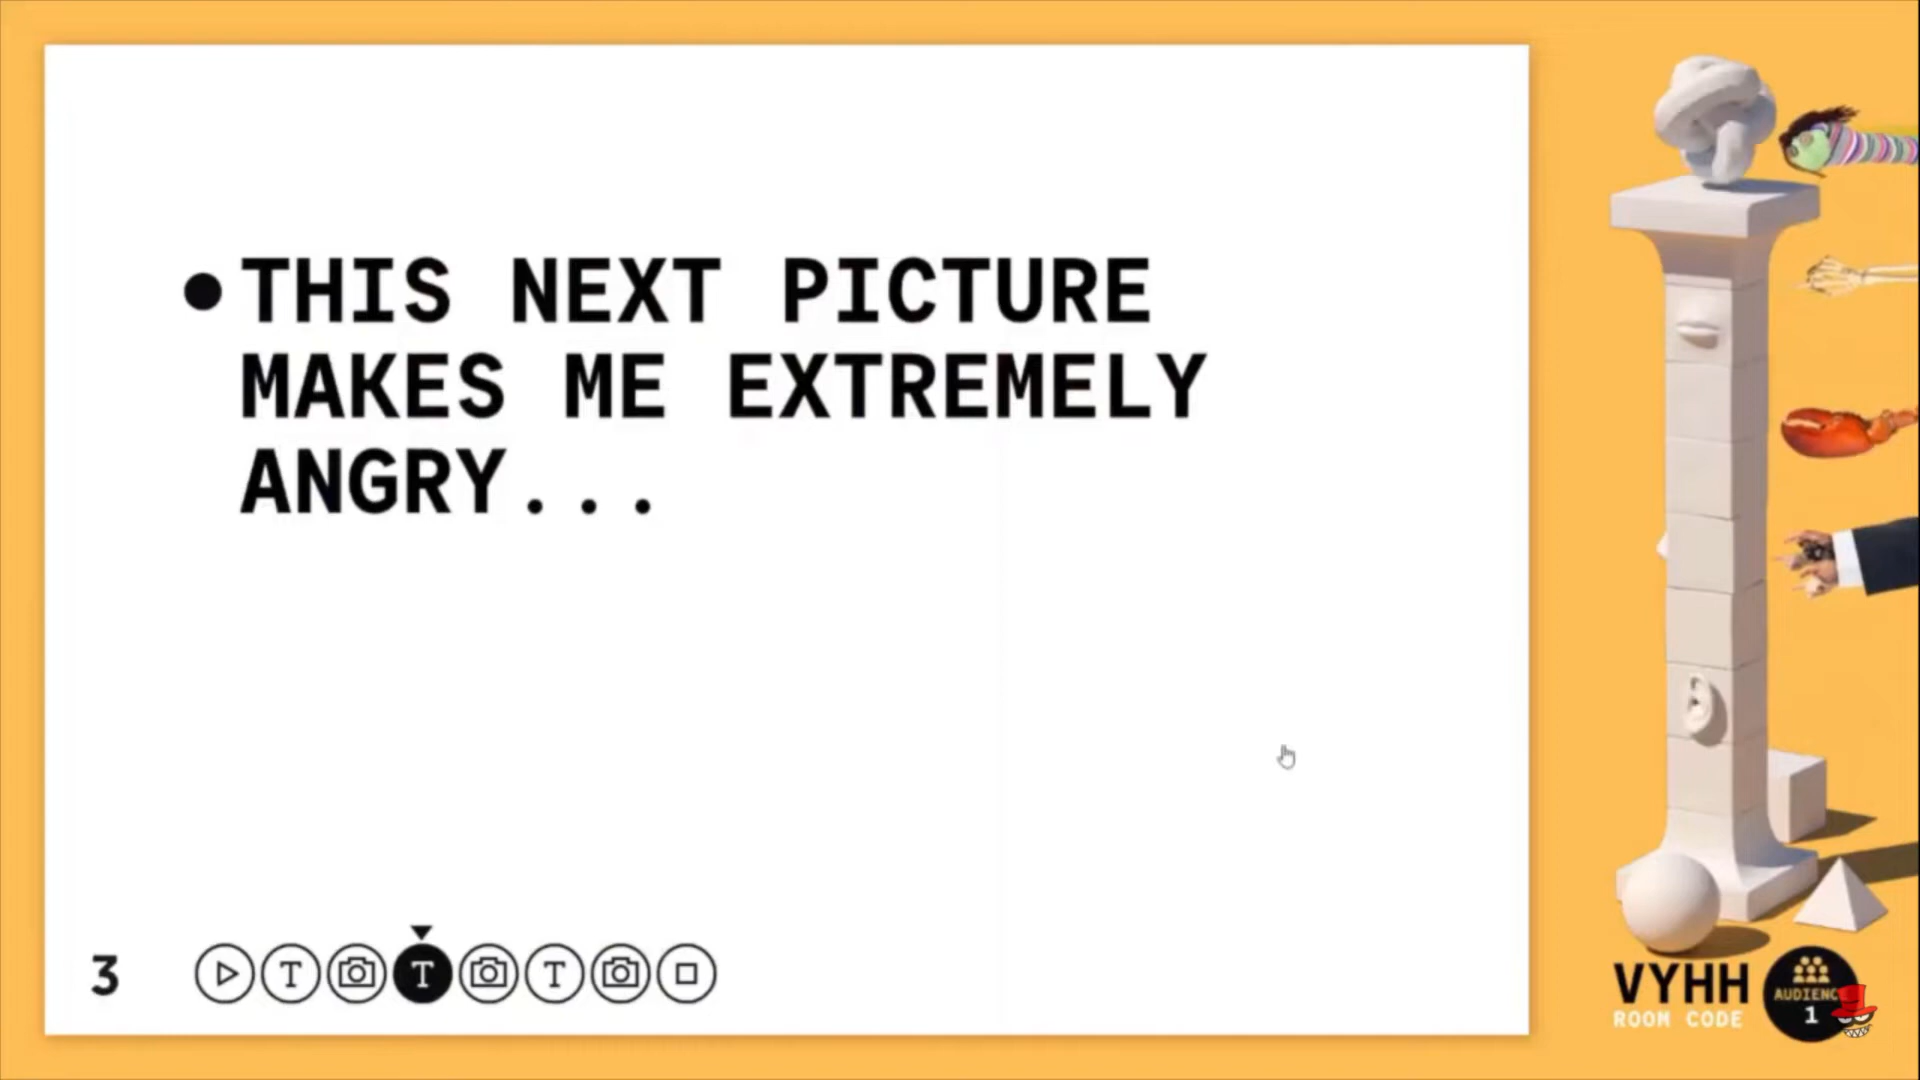 ● THIS NEXT PICTURE
MAKES ME EXTREMELY
ANGRY...
3
T
T
T
VYHH
ROOM CODE
AUDIENCE
1